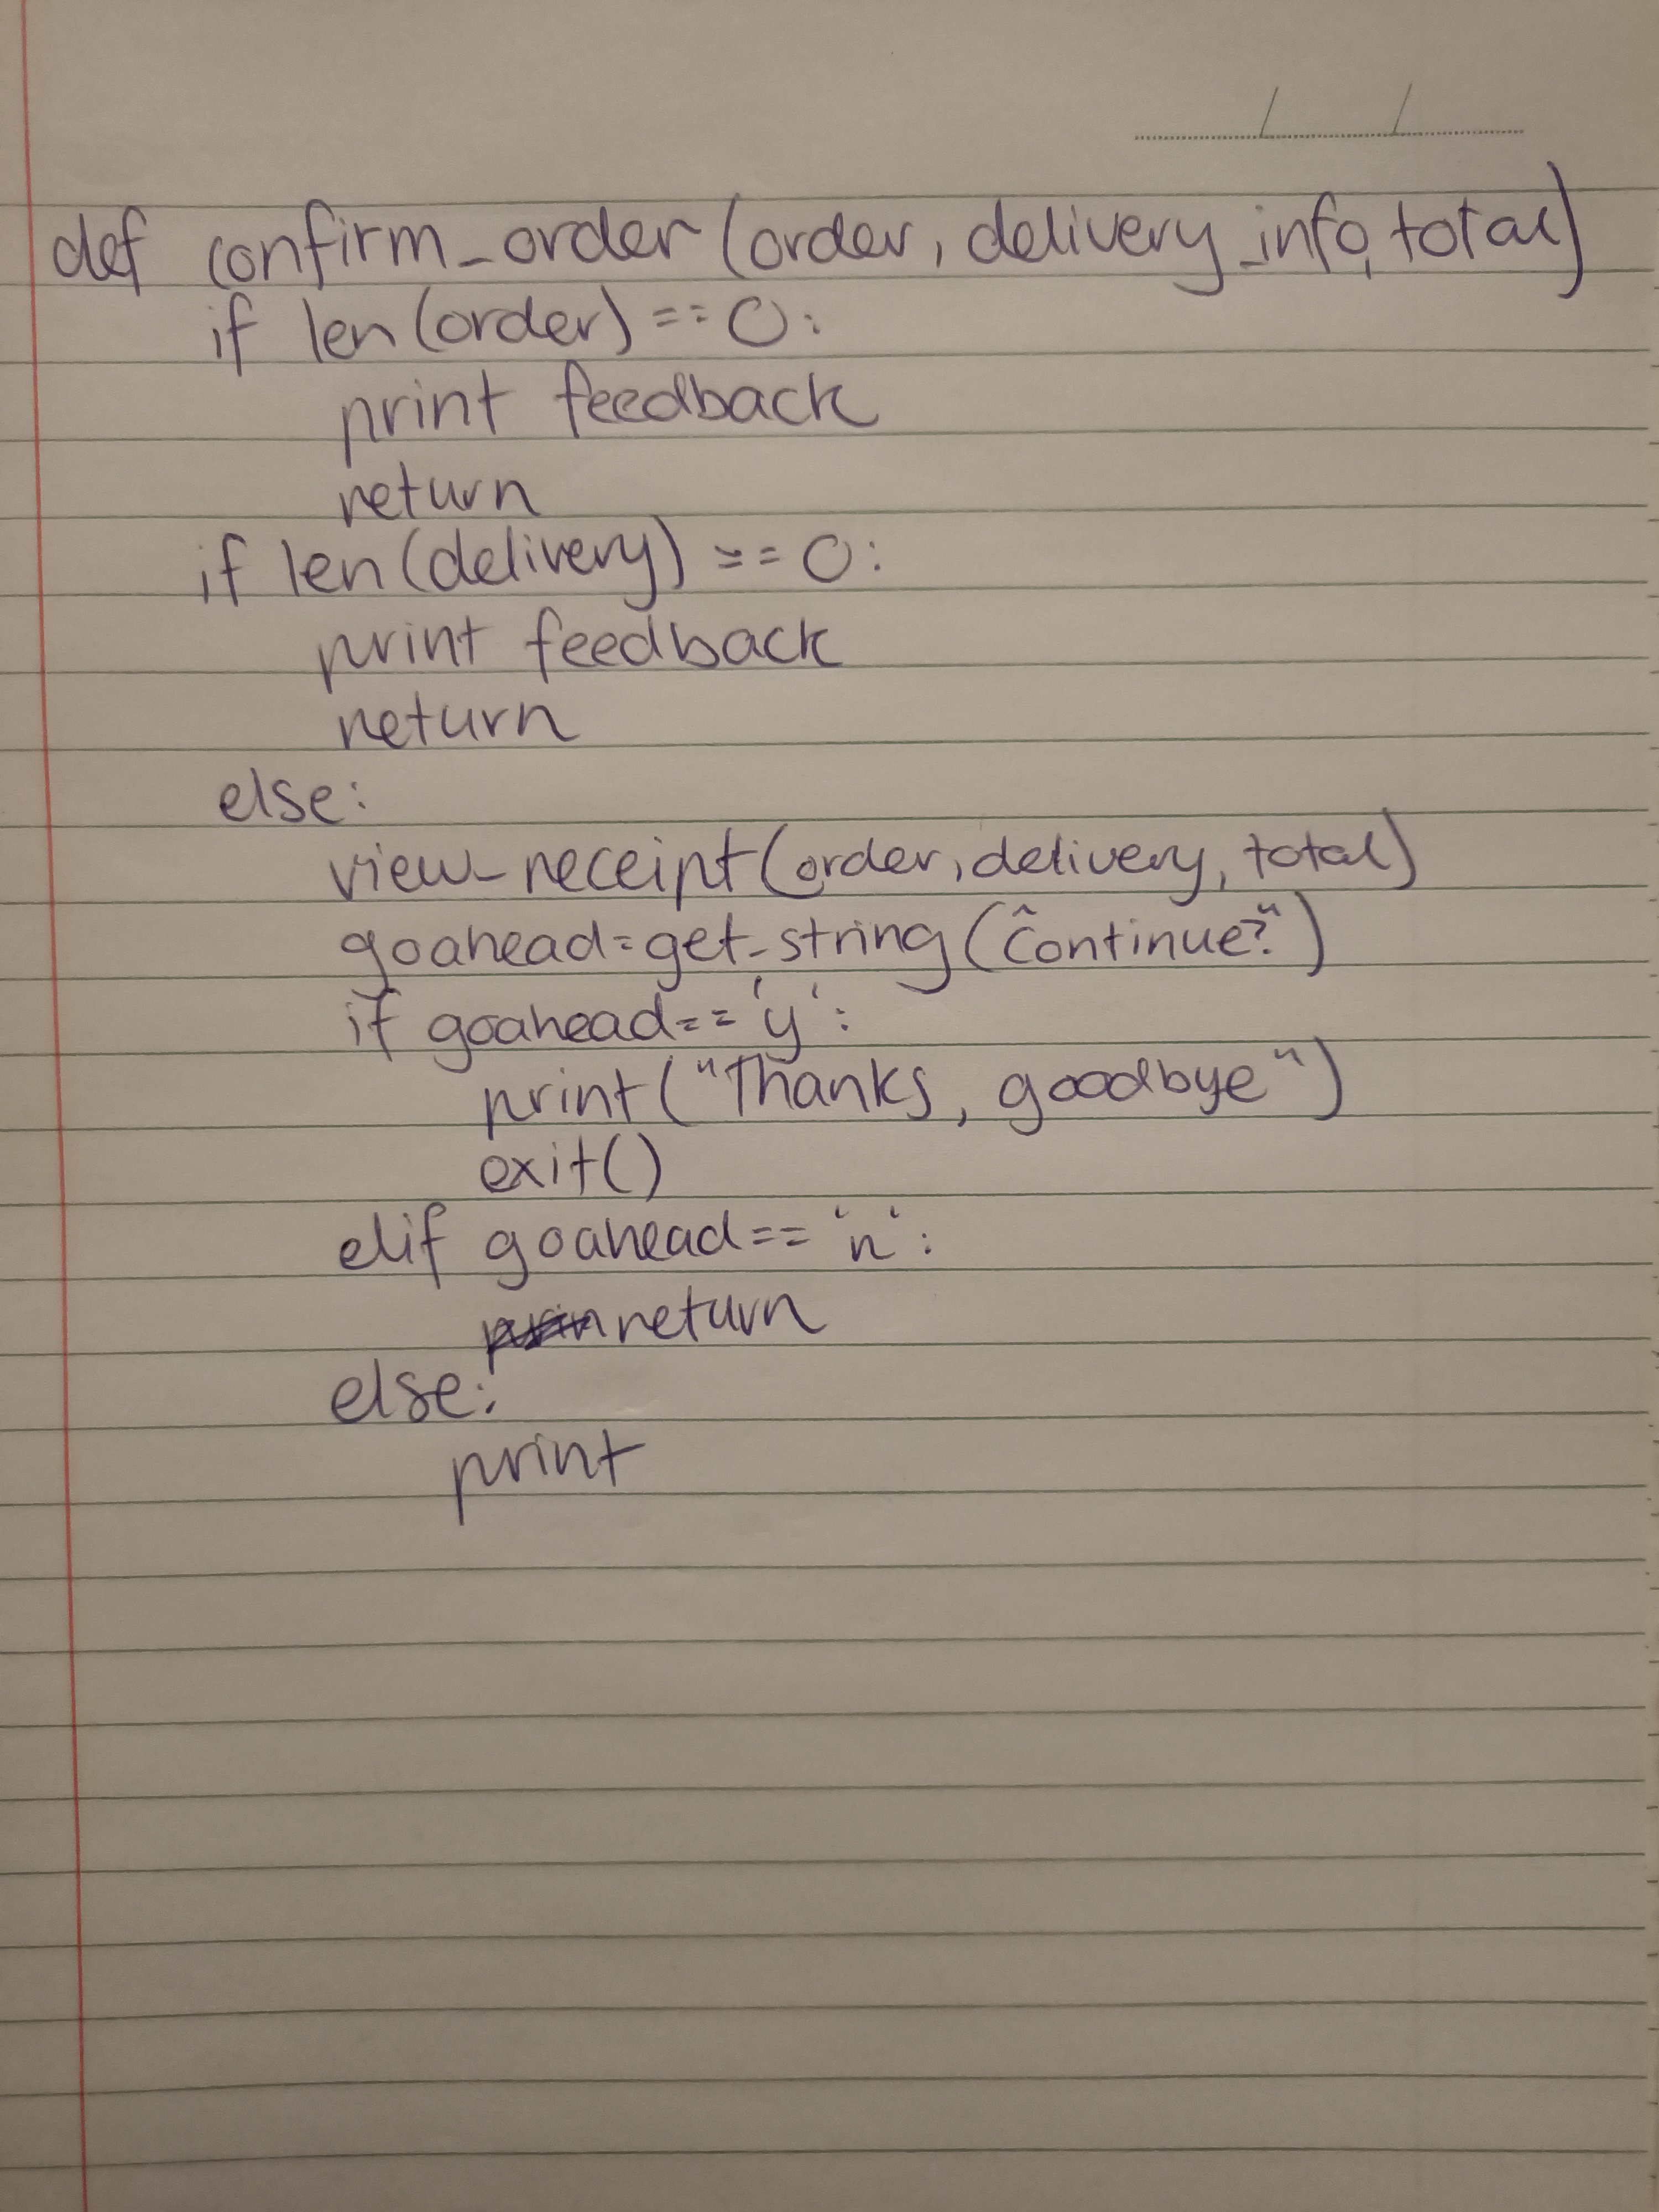 def confirm_order (order, delivery_info, total)
if len(order) == 0:
print feedback
return
if len(delivery) == 0:
print feedback
return
else:
view_receipt(order, delivery, total)
goahead=get_string("Continue?")
if goahead=='y':
print("Thanks, goodbye")
exit()
elif goahead=='n':
return
else:
print